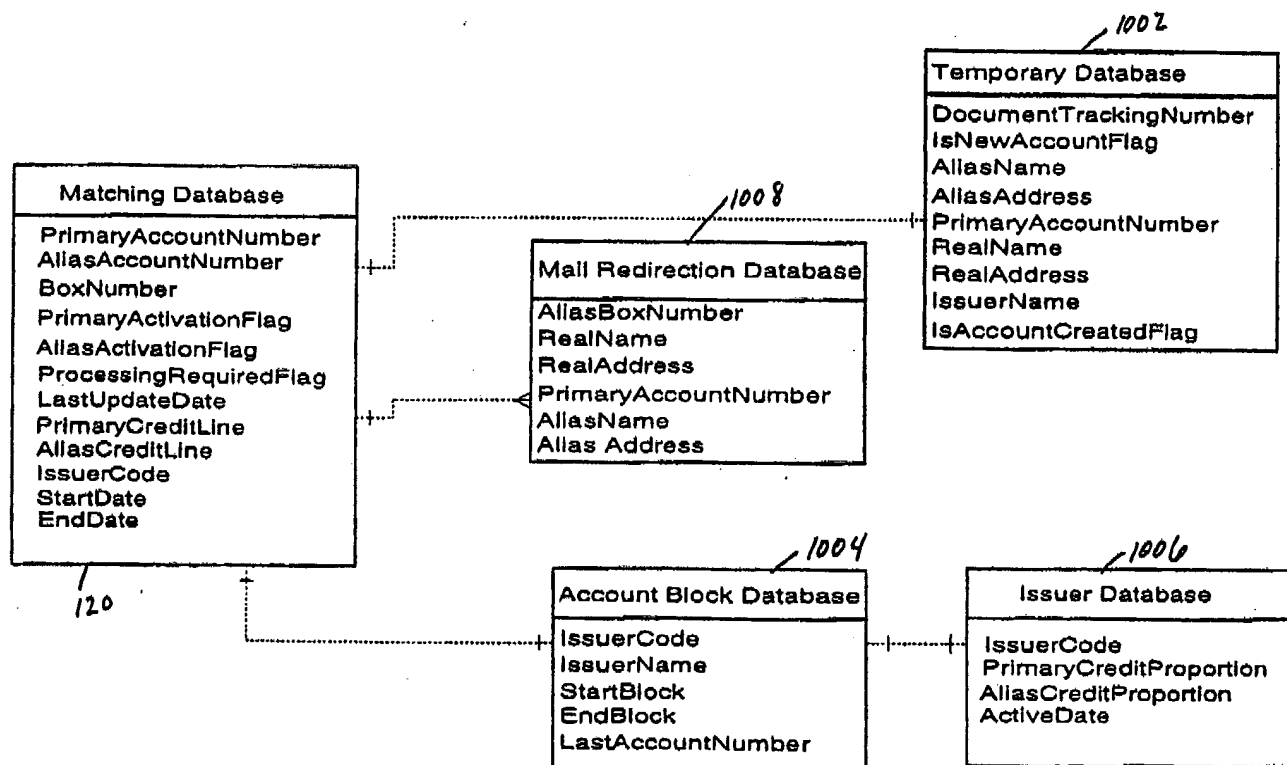 1002
Temporary Database
DocumentTrackingNumber
IsNewAccountFlag
AliasName
AliasAddress
PrimaryAccountNumber
RealName
RealAddress
IssuerName
IsAccountCreatedFlag
Matching Database
PrimaryAccountNumber
AliasAccountNumber
BoxNumber
PrimaryActivationFlag
AliasActivationFlag
ProcessingRequiredFlag
LastUpdateDate
PrimaryCreditLine
AliasCreditLine
IssuerCode
StartDate
EndDate
120
1008
Mail Redirection Database
AliasBoxNumber
RealName
RealAddress
PrimaryAccountNumber
AliasName
Alias Address
1004
Account Block Database
IssuerCode
IssuerName
StartBlock
EndBlock
LastAccountNumber
1006
Issuer Database
IssuerCode
PrimaryCreditProportion
AliasCreditProportion
ActiveDate